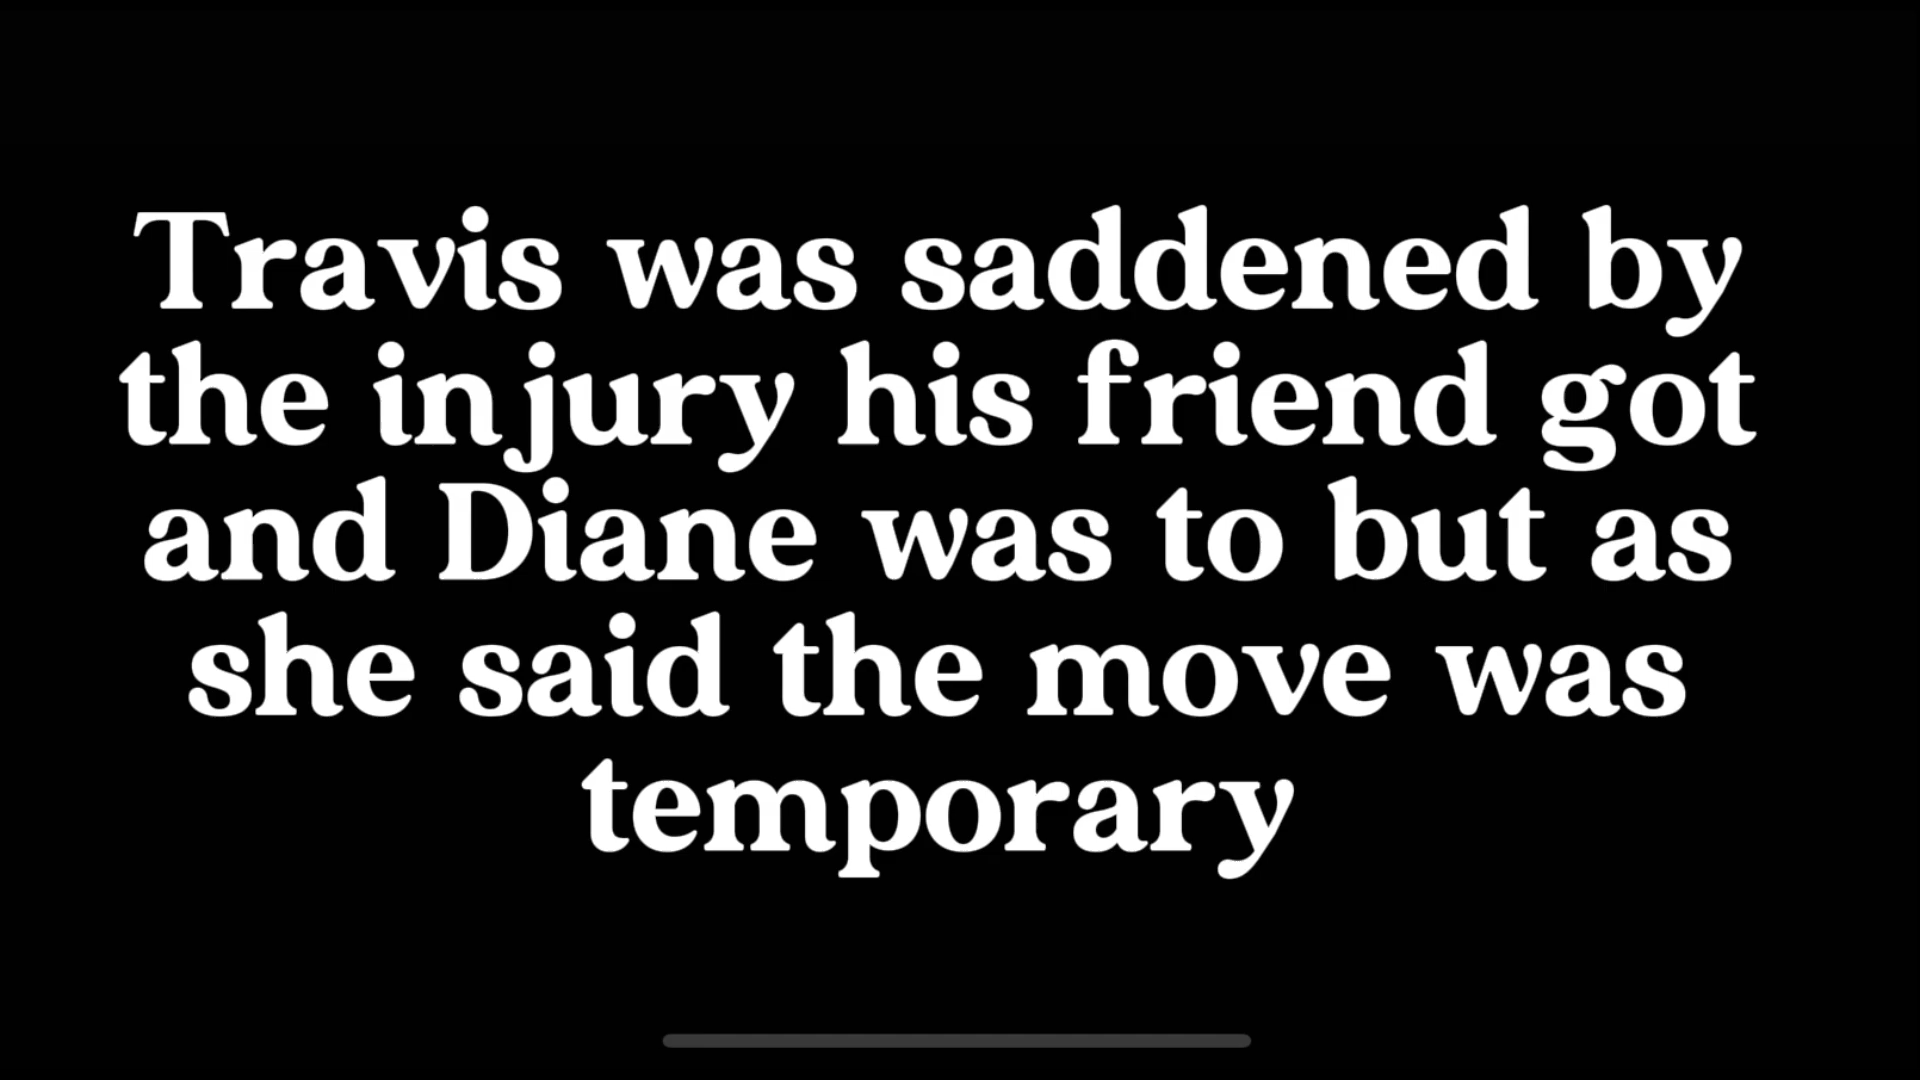 Travis was saddened by
the injury his friend got
and Diane was to but as
she said the move was
temporary